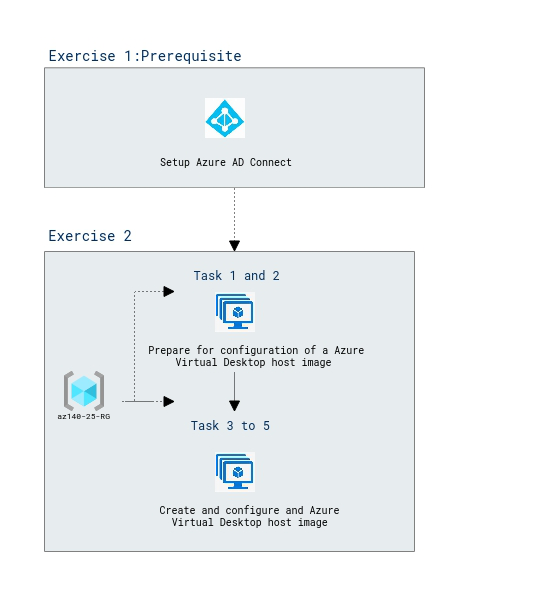 Exercise 1:Prerequisite
Setup Azure AD Connect
Exercise 2
Task 1 and 2
Prepare for configuration of a Azure
Virtual Desktop host image
az140-25-RG
Task 3 to 5
Create and configure and Azure
Virtual Desktop host image